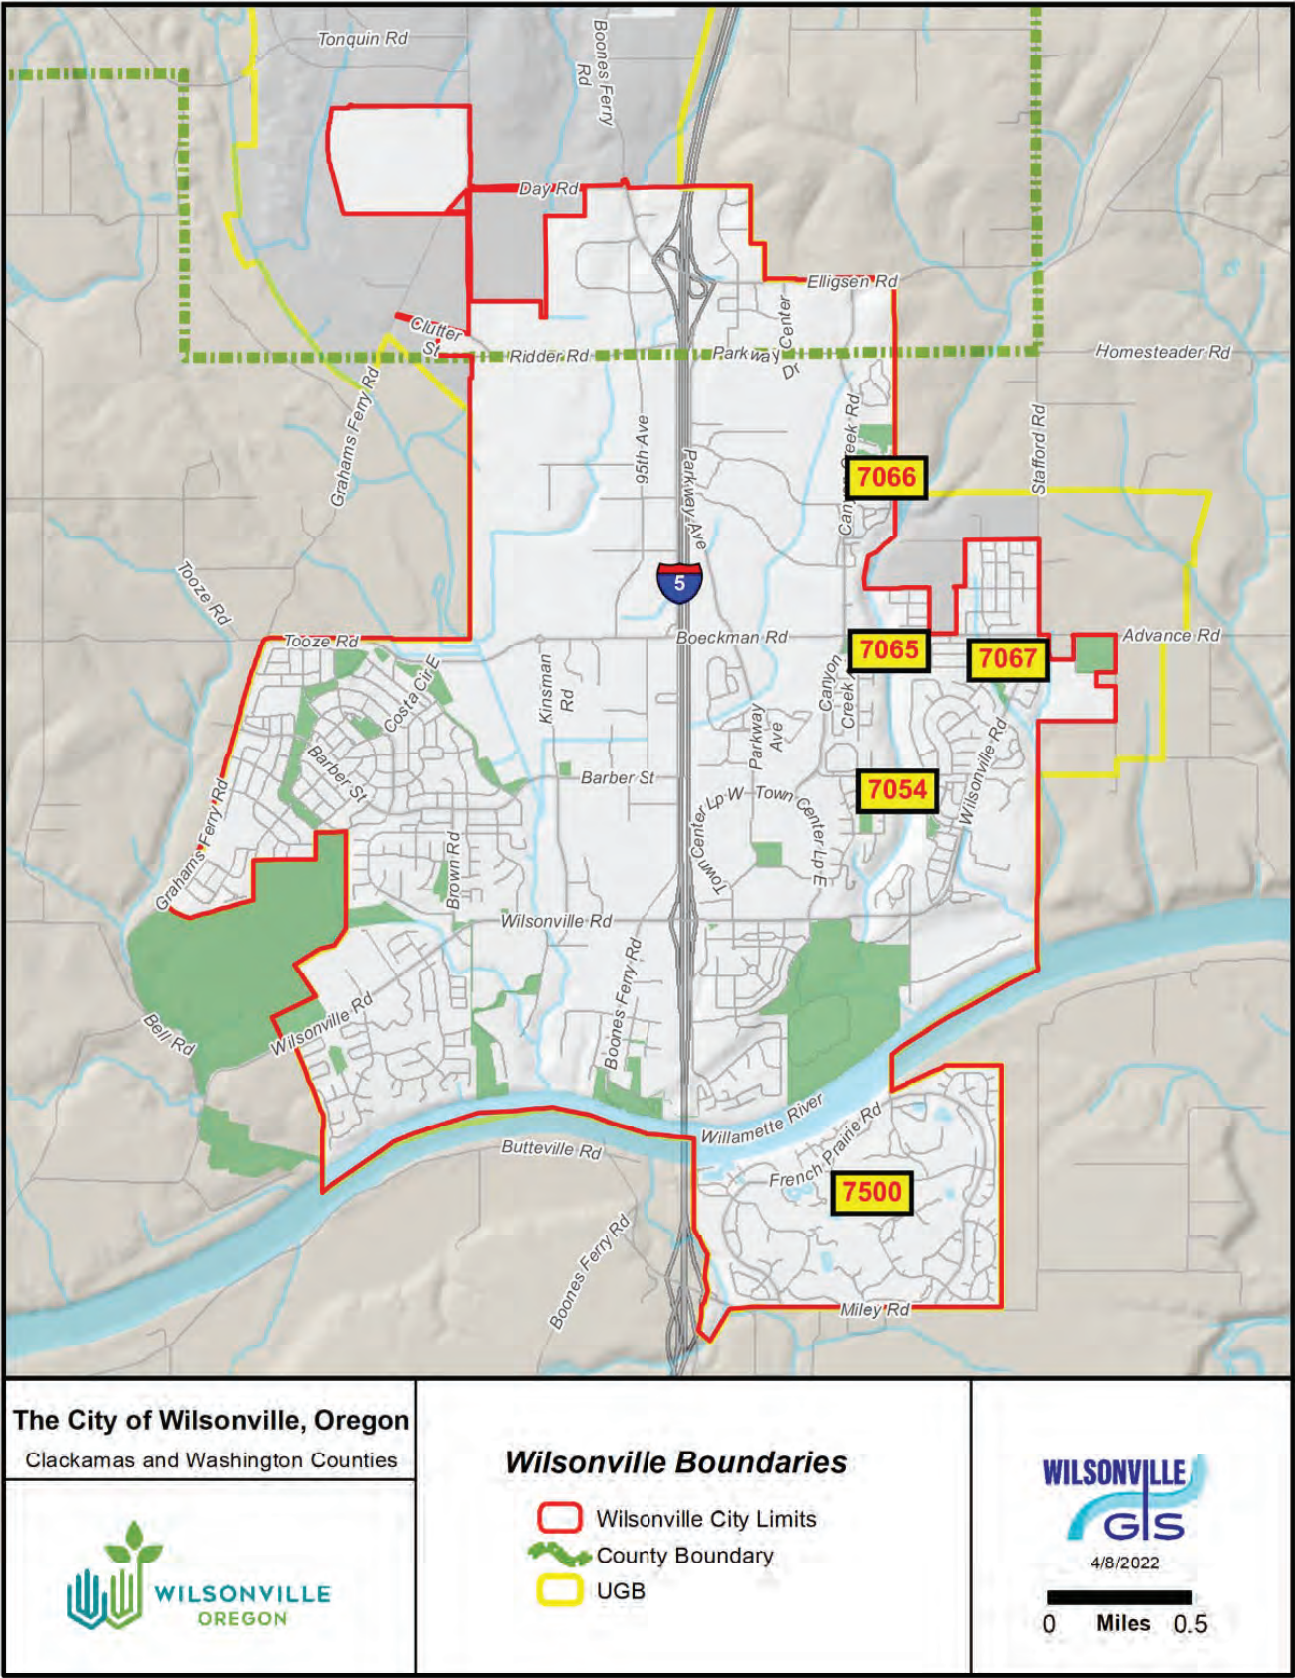 Tonquin Rd
Boones Ferry
Rd
Day Rd
Elligsen Rd
Clutter
St
Ridder Rd
Parkway Center
Dr
Homesteader Rd
Grahams Ferry Rd
95th Ave
Parkway Ave
Canyon Creek Rd
Stafford Rd
7066
Tooze Rd
5
Tooze Rd
Boeckman Rd
7065
7067
Advance Rd
Costa Cir E
Kinsman
Rd
Canyon
Creek
Parkway
Ave
Wilsonville Rd
Barber St
Barber St
7054
Grahams Ferry Rd
Town Center Lp W
Town Center Lp E
Brown Rd
Wilsonville Rd
Boones Ferry Rd
Wilsonville Rd
Bell Rd
Willamette River
Butteville Rd
French Prairie Rd
7500
Boones Ferry Rd
Miley Rd
The City of Wilsonville, Oregon
Clackamas and Washington Counties
WILSONVILLE
OREGON
Wilsonville Boundaries
Wilsonville City Limits
County Boundary
UGB
WILSONVILLE
GIS
4/8/2022
0 Miles 0.5